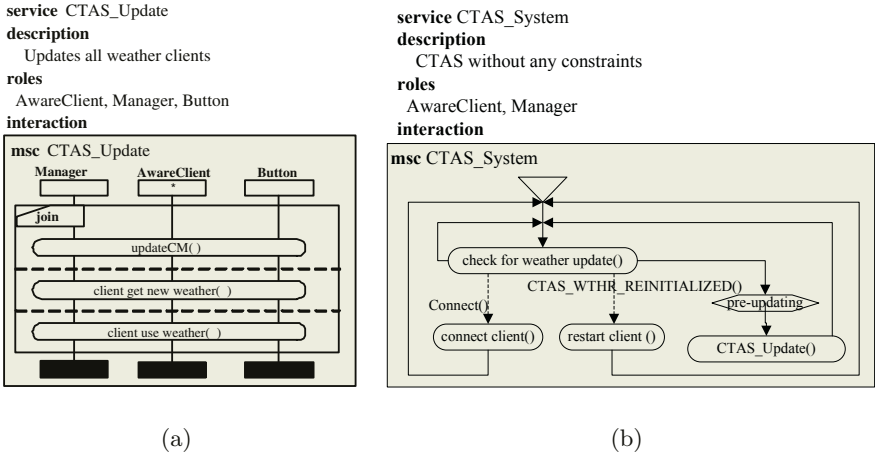 service CTAS_Update
description
Updates all weather clients
roles
AwareClient, Manager, Button
interaction
msc CTAS_Update
Manager AwareClient Button
*
join
updateCM( )
client get new weather( )
client use weather( )
(a)
service CTAS_System
description
CTAS without any constraints
roles
AwareClient, Manager
interaction
msc CTAS_System
check for weather update()
CTAS_WTHR_REINITIALIZED()
Connect()
pre-updating
connect client()
restart client ()
CTAS_Update()
(b)